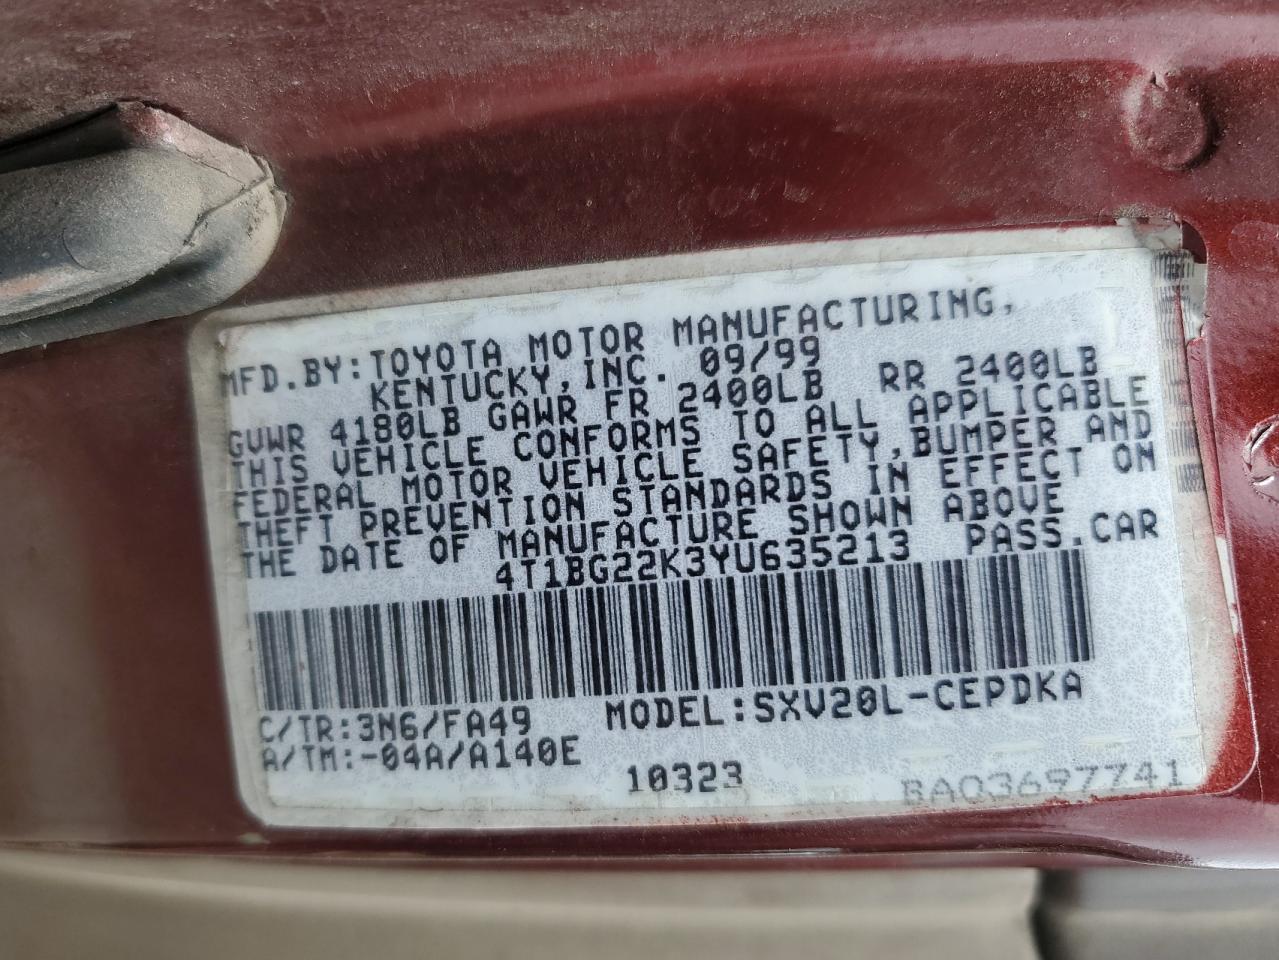 MFD.BY:TOYOTA MOTOR MANUFACTURING,
KENTUCKY,INC. 09/99
GVWR 4180LB GAWR FR 2400LB RR 2400LB
THIS VEHICLE CONFORMS TO ALL APPLICABLE
FEDERAL MOTOR VEHICLE SAFETY,BUMPER AND
THEFT PREVENTION STANDARDS IN EFFECT ON
THE DATE OF MANUFACTURE SHOWN ABOVE
4T1BG22K3YU635213 PASS.CAR
C/TR:3N6/FA49 MODEL:SXV20L-CEPDKA
A/TM:-04A/A140E
10323 BA03697741